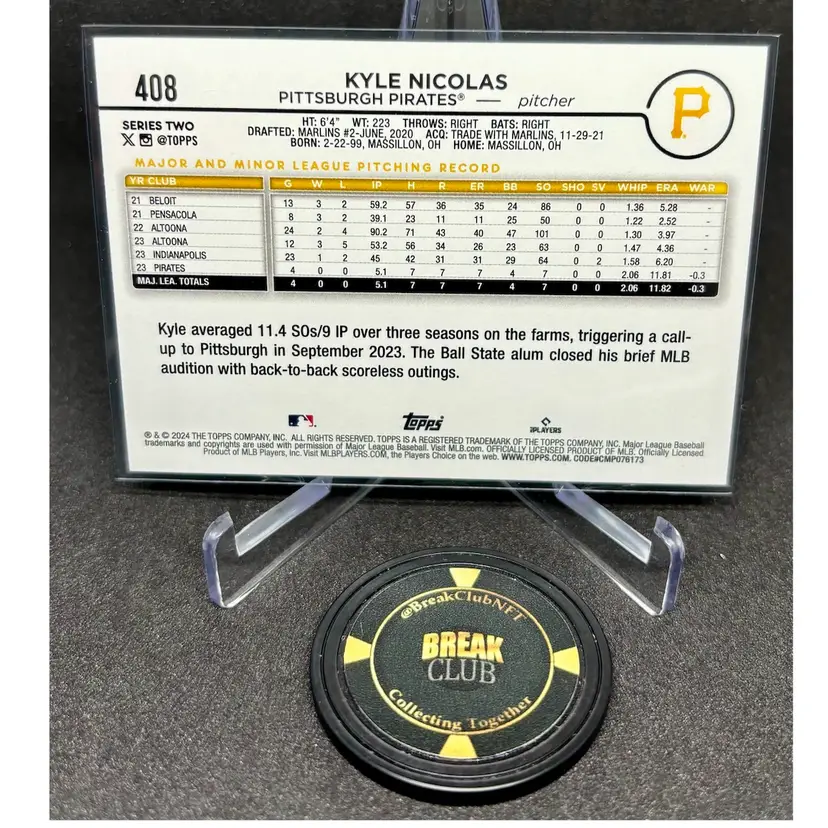 408
KYLE NICOLAS
PITTSBURGH PIRATES® — pitcher
P
SERIES TWO
X @TOPPS
HT: 6'4" WT: 223 THROWS: RIGHT BATS: RIGHT
DRAFTED: MARLINS #2-JUNE, 2020 ACQ: TRADE WITH MARLINS, 11-29-21
BORN: 2-22-99, MASSILLON, OH HOME: MASSILLON, OH
MAJOR AND MINOR LEAGUE PITCHING RECORD
YR CLUB G W L IP H R ER BB SO SHO SV WHIP ERA WAR
21 BELOIT 13 3 2 59.2 57 36 35 24 86 0 0 1.36 5.28 -
21 PENSACOLA 8 3 2 39.1 23 11 11 25 50 0 0 1.22 2.52 -
22 ALTOONA 24 2 4 90.2 71 43 40 47 101 0 0 1.30 3.97 -
23 ALTOONA 12 3 5 53.2 56 34 26 23 63 0 0 1.47 4.36 -
23 INDIANAPOLIS 23 1 2 45 42 31 31 29 64 0 2 1.58 6.20 -
23 PIRATES 4 0 0 5.1 7 7 7 4 7 0 0 2.06 11.81 -0.3
MAJ. LEA. TOTALS 4 0 0 5.1 7 7 7 4 7 0 0 2.06 11.82 -0.3
Kyle averaged 11.4 SOs/9 IP over three seasons on the farms, triggering a call-
up to Pittsburgh in September 2023. The Ball State alum closed his brief MLB
audition with back-to-back scoreless outings.
Topps
PLAYERS
® & © 2024 THE TOPPS COMPANY, INC. ALL RIGHTS RESERVED. TOPPS IS A REGISTERED TRADEMARK OF THE TOPPS COMPANY, INC. Major League Baseball
trademarks and copyrights are used with permission of Major League Baseball. Visit MLB.com. OFFICIALLY LICENSED PRODUCT OF MLB. Officially Licensed
Product of MLB Players, Inc. Visit MLBPLAYERS.COM, the Players Choice on the web. WWW.TOPPS.COM. CODE#CMP076173
@BreakClubNFT
BREAK
CLUB
Collecting Together